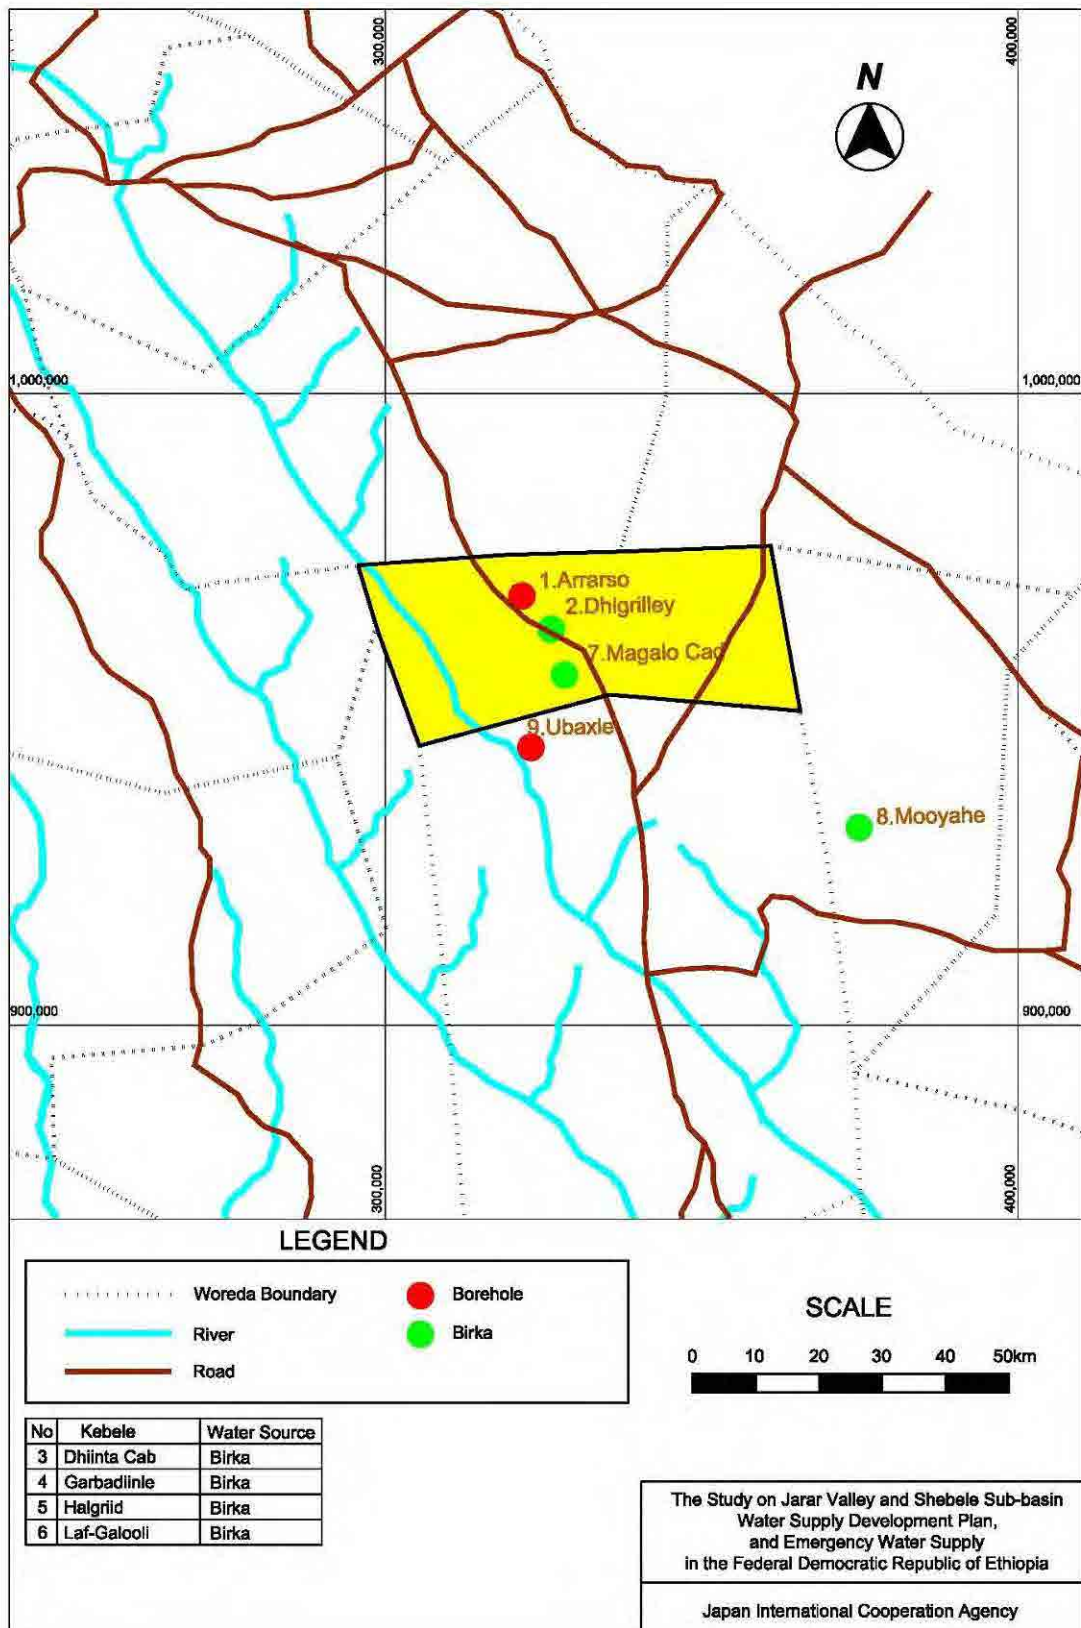 300,000
400,000
N
1,000,000
1,000,000
1.Arrarso
2.Dhigrilley
7.Magalo Cad
9.Ubaxle
8.Mooyahe
900,000
900,000
300,000
400,000
LEGEND
Woreda Boundary
Borehole
River
Birka
Road
SCALE
0 10 20 30 40 50km
No Kebele Water Source
3 Dhiinta Cab Birka
4 Garbadiinle Birka
5 Halgriid Birka
6 Laf-Galooli Birka
The Study on Jarar Valley and Shebele Sub-basin
Water Supply Development Plan,
and Emergency Water Supply
in the Federal Democratic Republic of Ethiopia
Japan International Cooperation Agency